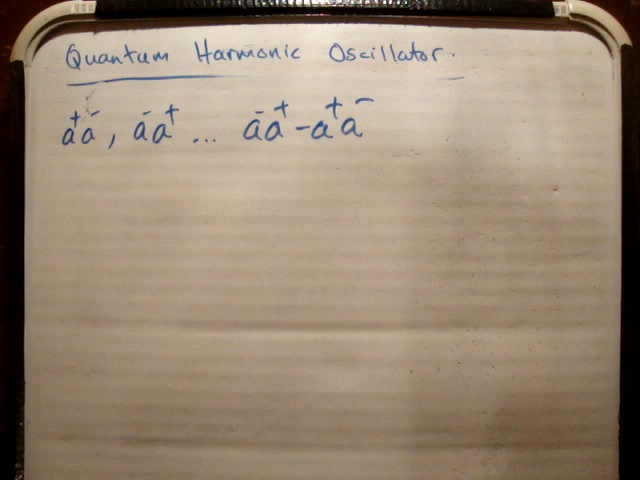 Quantum Harmonic Oscillator.
a⁺a⁻, a⁻a⁺ ... a⁻a⁺ - a⁺a⁻